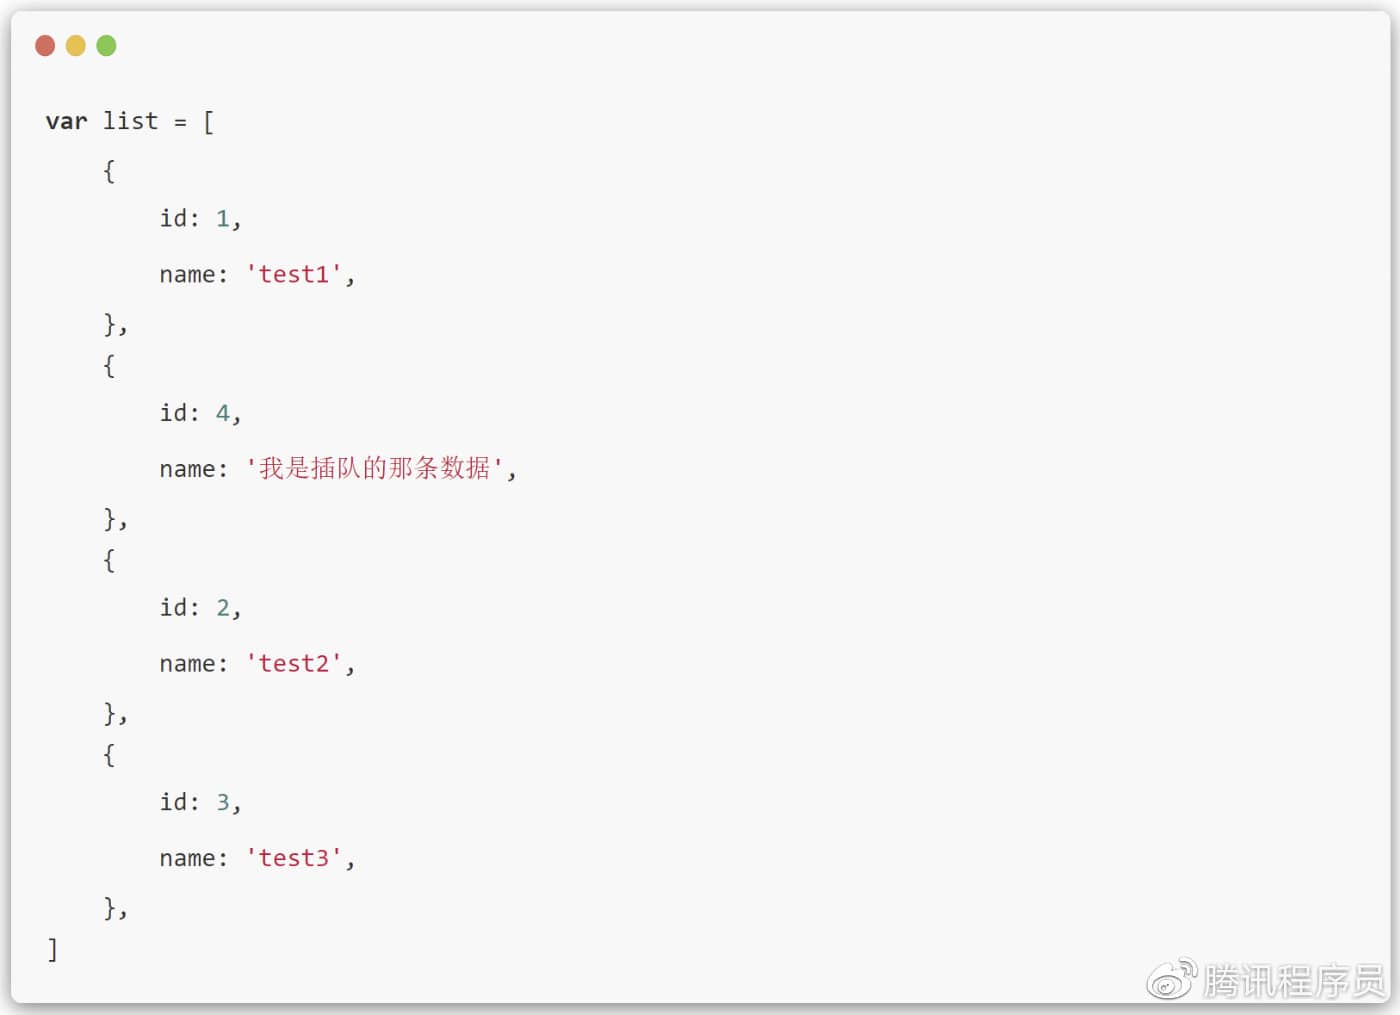 var list = [
    {
        id: 1,
        name: 'test1',
    },
    {
        id: 4,
        name: '我是插队的那条数据',
    },
    {
        id: 2,
        name: 'test2',
    },
    {
        id: 3,
        name: 'test3',
    },
]
腾讯程序员